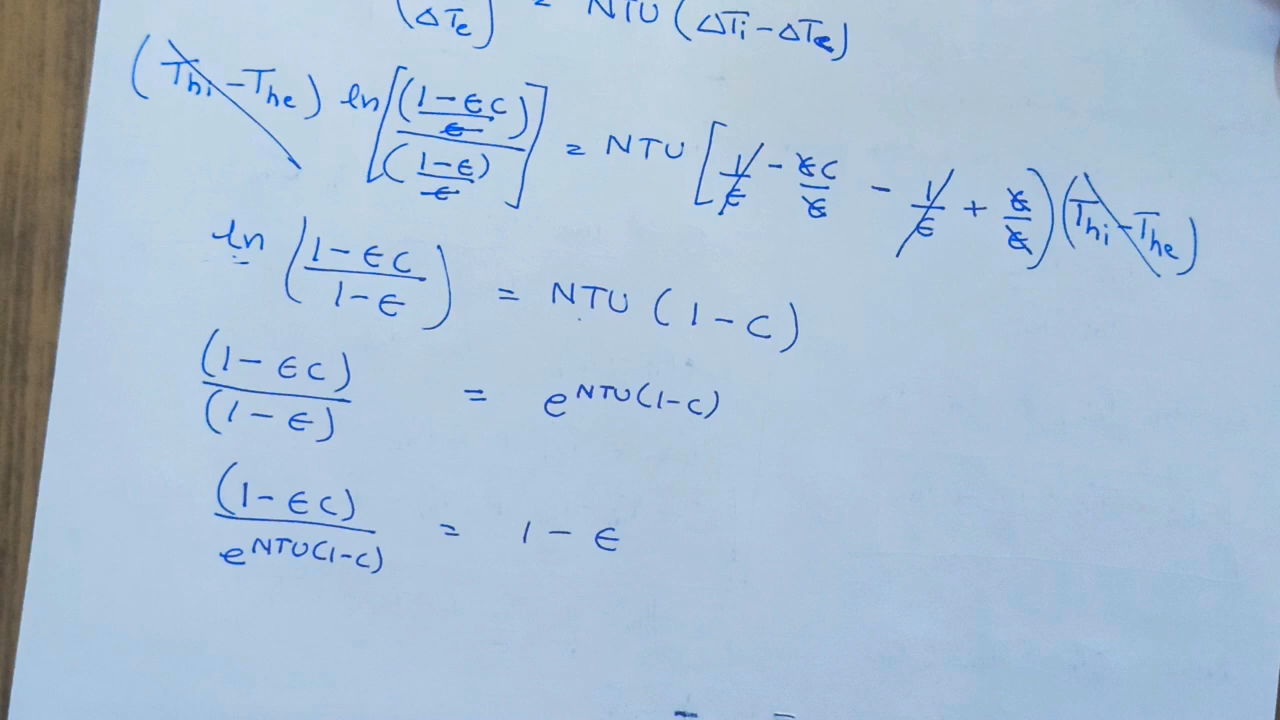 (ΔTe) = NTU (ΔTi - ΔTe)
(Thi - The) ln [((1 - ϵc)/ϵ) / ((1 - ϵ)/ϵ)] = NTU [1/ϵ - ϵc/ϵ - 1/ϵ + ϵ/ϵ] (Thi - The)
ln ((1 - ϵc)/(1 - ϵ)) = NTU (1 - c)
(1 - ϵc)/(1 - ϵ) = e^NTU(1-c)
(1 - ϵc)/e^NTU(1-c) = 1 - ϵ